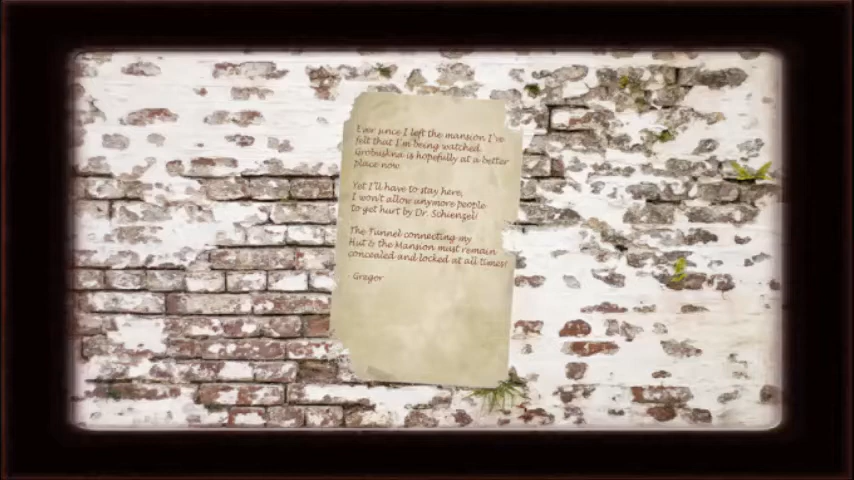 Ever since I left the mansion I've
felt that I'm being watched.
Grobuskna is hopefully at a better
place now.
Yet I'll have to stay here,
I won't allow anymore people
to get hurt by Dr. Schienzel!
The Tunnel connecting my
Hut & the Mansion must remain
concealed and locked at all times!
- Gregor